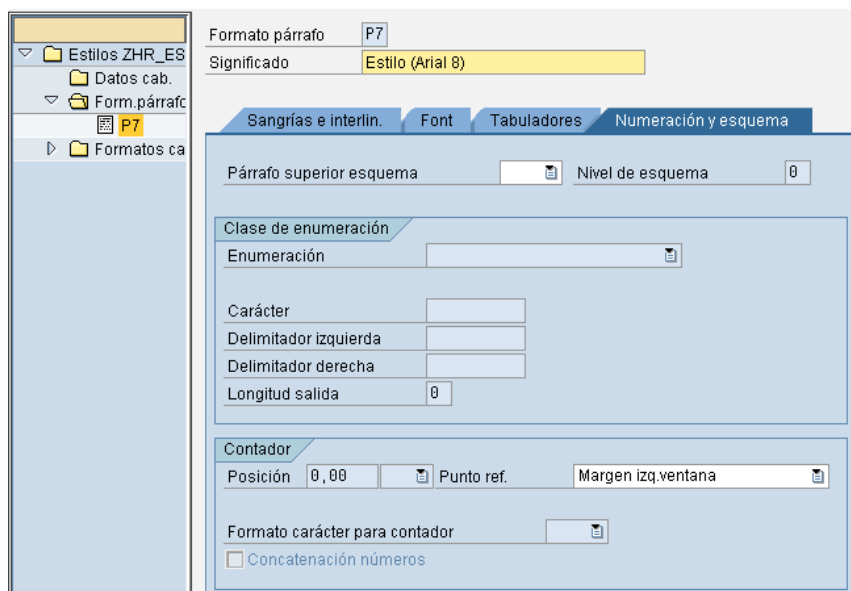 Estilos ZHR_ES
Datos cab.
Form.párrafo
P7
Formatos ca
Formato párrafo P7
Significado Estilo (Arial 8)
Sangrías e interlin. Font Tabuladores Numeración y esquema
Párrafo superior esquema Nivel de esquema 0
Clase de enumeración
Enumeración
Carácter
Delimitador izquierda
Delimitador derecha
Longitud salida 0
Contador
Posición 0,00 Punto ref. Margen izq.ventana
Formato carácter para contador
Concatenación números